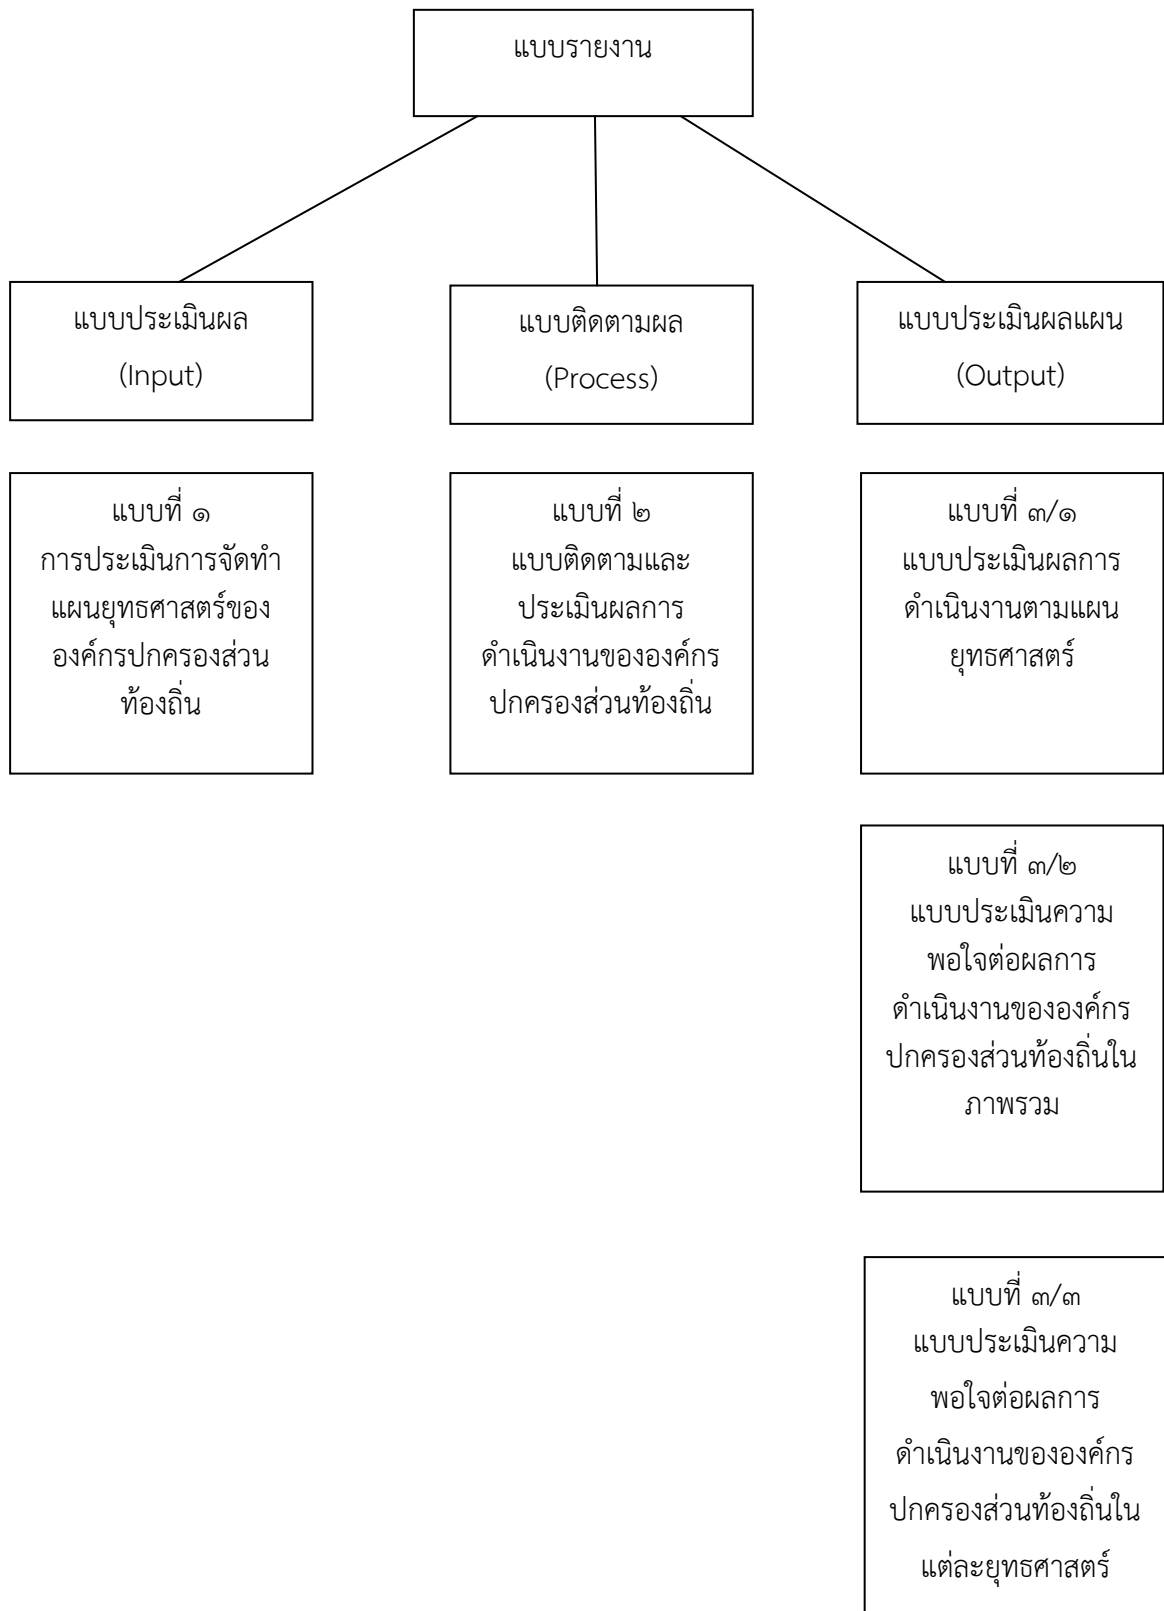 แบบรายงาน
แบบประเมินผล
(Input)
แบบติดตามผล
(Process)
แบบประเมินผลแผน
(Output)
แบบที่ ๑
การประเมินการจัดทำ
แผนยุทธศาสตร์ของ
องค์กรปกครองส่วน
ท้องถิ่น
แบบที่ ๒
แบบติดตามและ
ประเมินผลการ
ดำเนินงานขององค์กร
ปกครองส่วนท้องถิ่น
แบบที่ ๓/๑
แบบประเมินผลการ
ดำเนินงานตามแผน
ยุทธศาสตร์
แบบที่ ๓/๒
แบบประเมินความ
พอใจต่อผลการ
ดำเนินงานขององค์กร
ปกครองส่วนท้องถิ่นใน
ภาพรวม
แบบที่ ๓/๓
แบบประเมินความ
พอใจต่อผลการ
ดำเนินงานขององค์กร
ปกครองส่วนท้องถิ่นใน
แต่ละยุทธศาสตร์